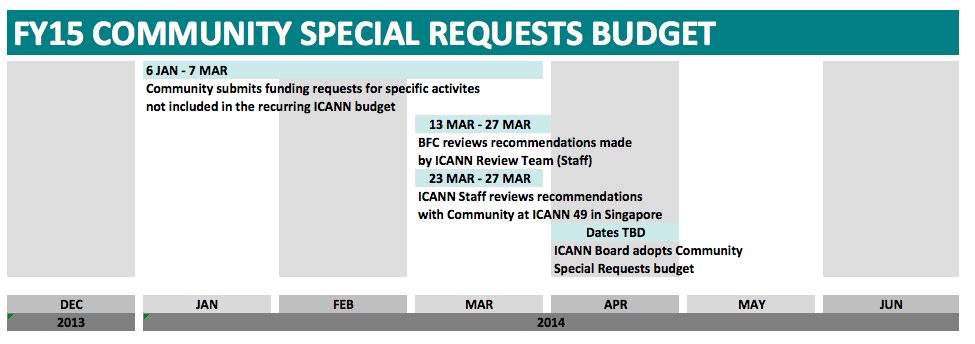 FY15 COMMUNITY SPECIAL REQUESTS BUDGET
6 JAN - 7 MAR
Community submits funding requests for specific activites
not included in the recurring ICANN budget
13 MAR - 27 MAR
BFC reviews recommendations made
by ICANN Review Team (Staff)
23 MAR - 27 MAR
ICANN Staff reviews recommendations
with Community at ICANN 49 in Singapore
Dates TBD
ICANN Board adopts Community
Special Requests budget
DEC JAN FEB MAR APR MAY JUN
2013 2014